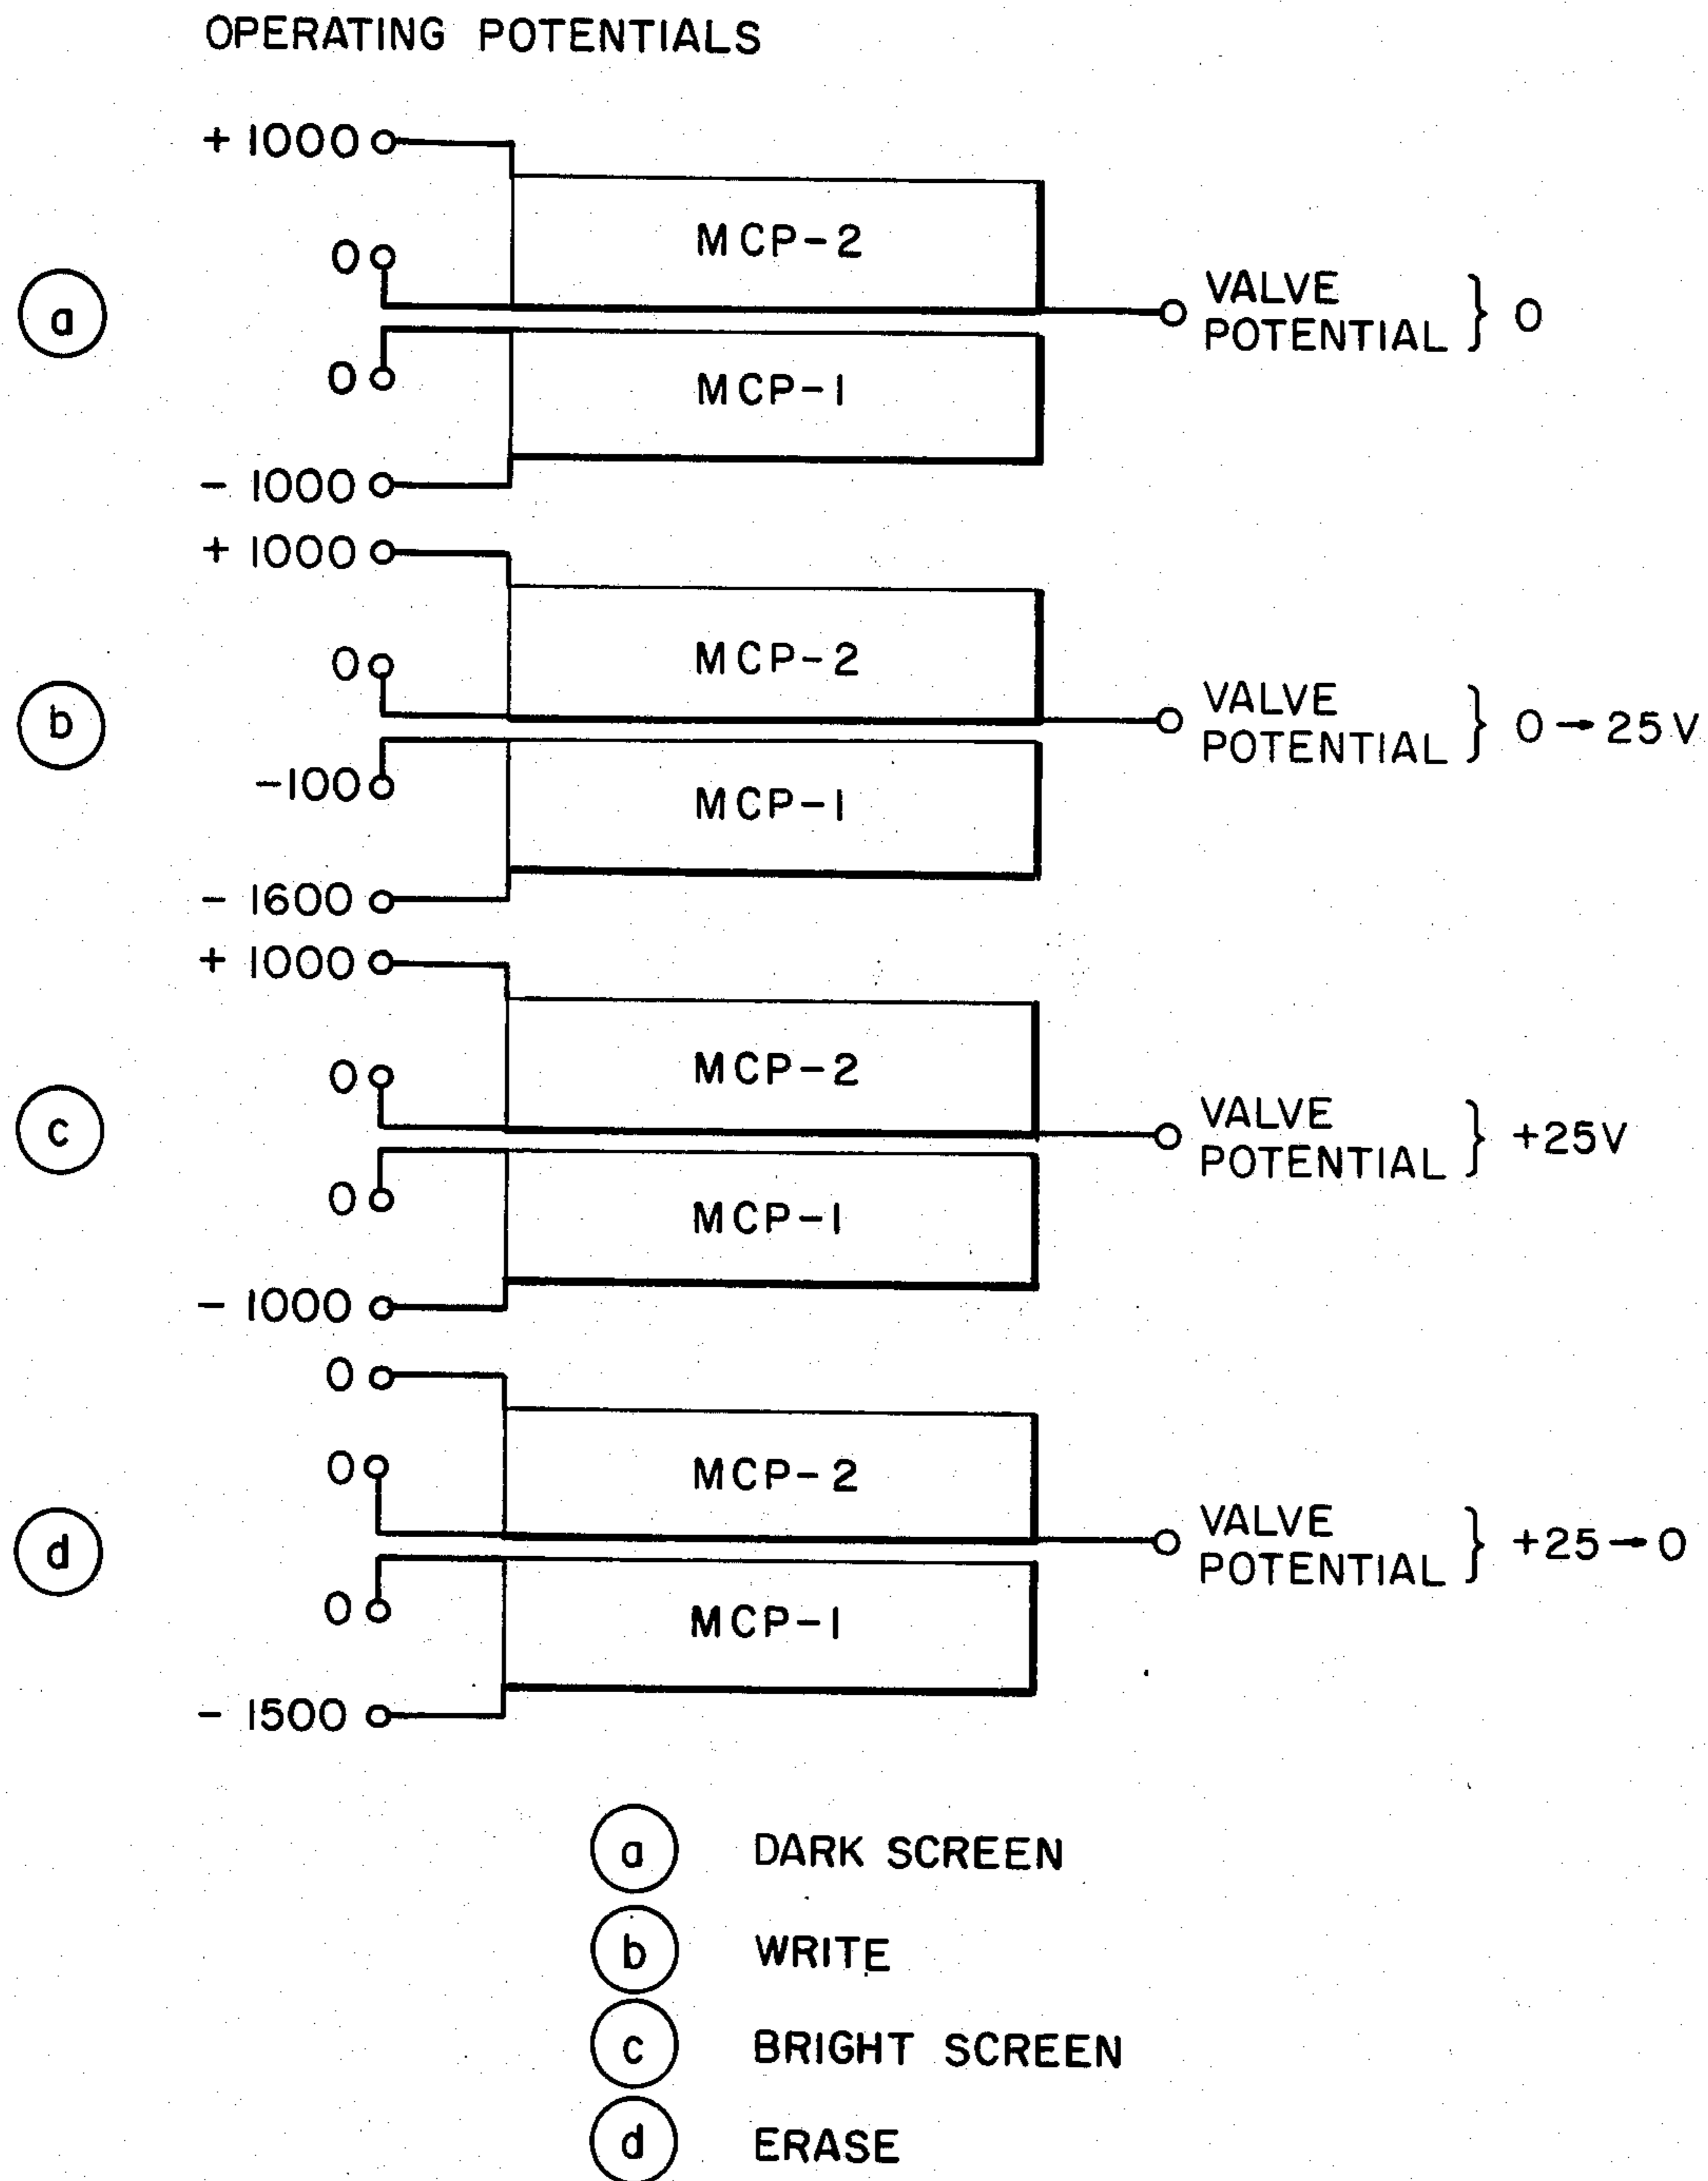 OPERATING POTENTIALS
+ 1000
MCP-2
0
a
VALVE
POTENTIAL } 0
0
MCP-1
- 1000
+ 1000
MCP-2
0
b
VALVE
POTENTIAL } 0→25V
-100
MCP-1
- 1600
+ 1000
MCP-2
0
c
VALVE
POTENTIAL } +25V
0
MCP-1
- 1000
0
MCP-2
0
d
VALVE
POTENTIAL } +25→0
0
MCP-1
- 1500
a DARK SCREEN
b WRITE
c BRIGHT SCREEN
d ERASE